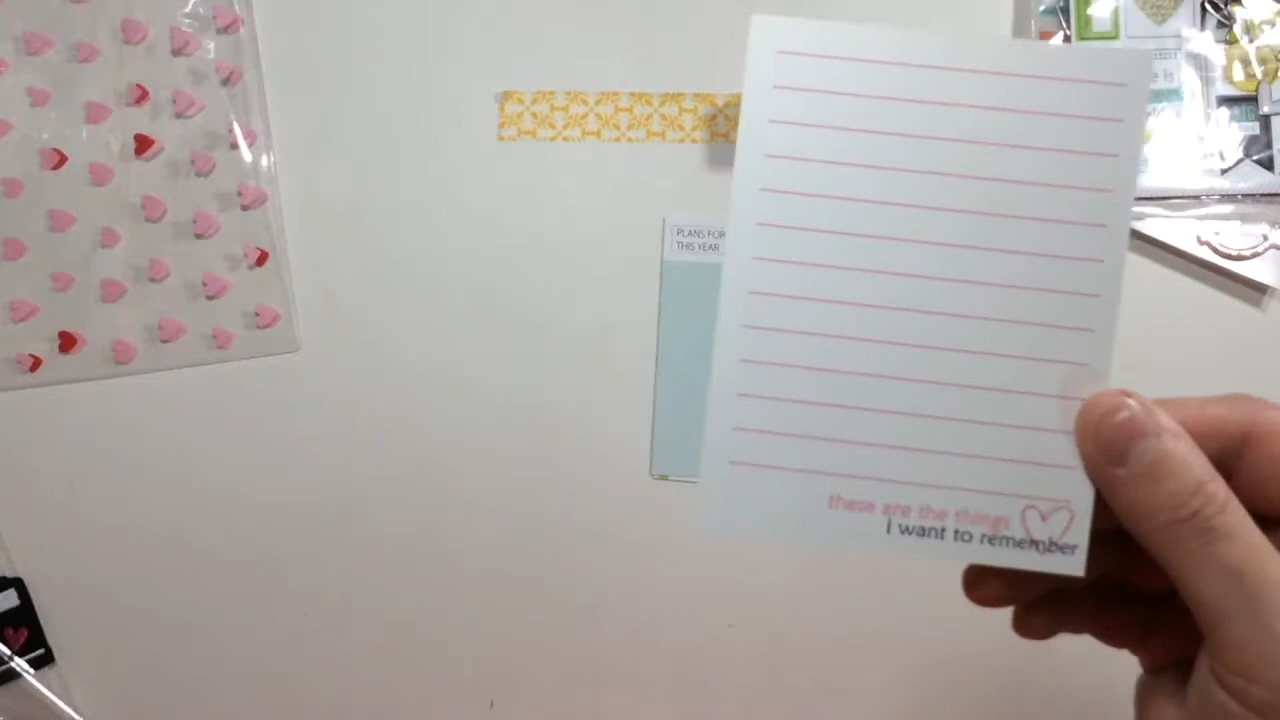 PLANS FOR
THIS YEAR
these are the things
I want to remember